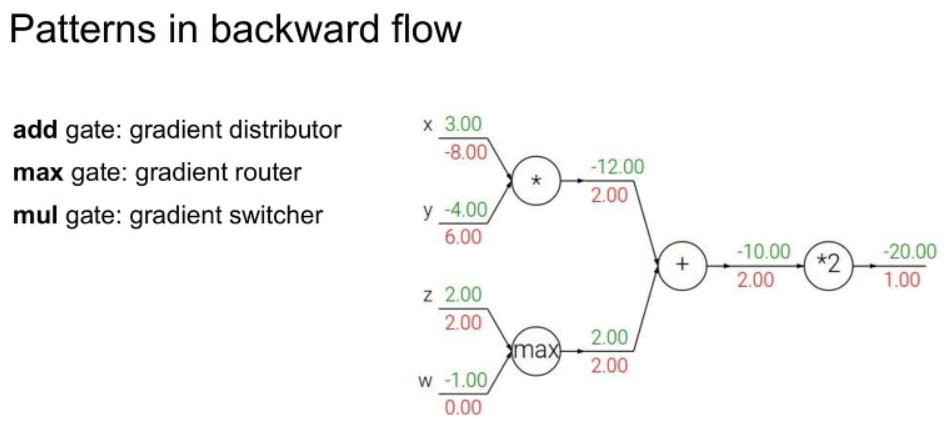 Patterns in backward flow
add gate: gradient distributor
max gate: gradient router
mul gate: gradient switcher
x 3.00
-8.00
y -4.00
6.00
*
-12.00
2.00
z 2.00
2.00
w -1.00
0.00
max
2.00
2.00
+
-10.00
2.00
*2
-20.00
1.00